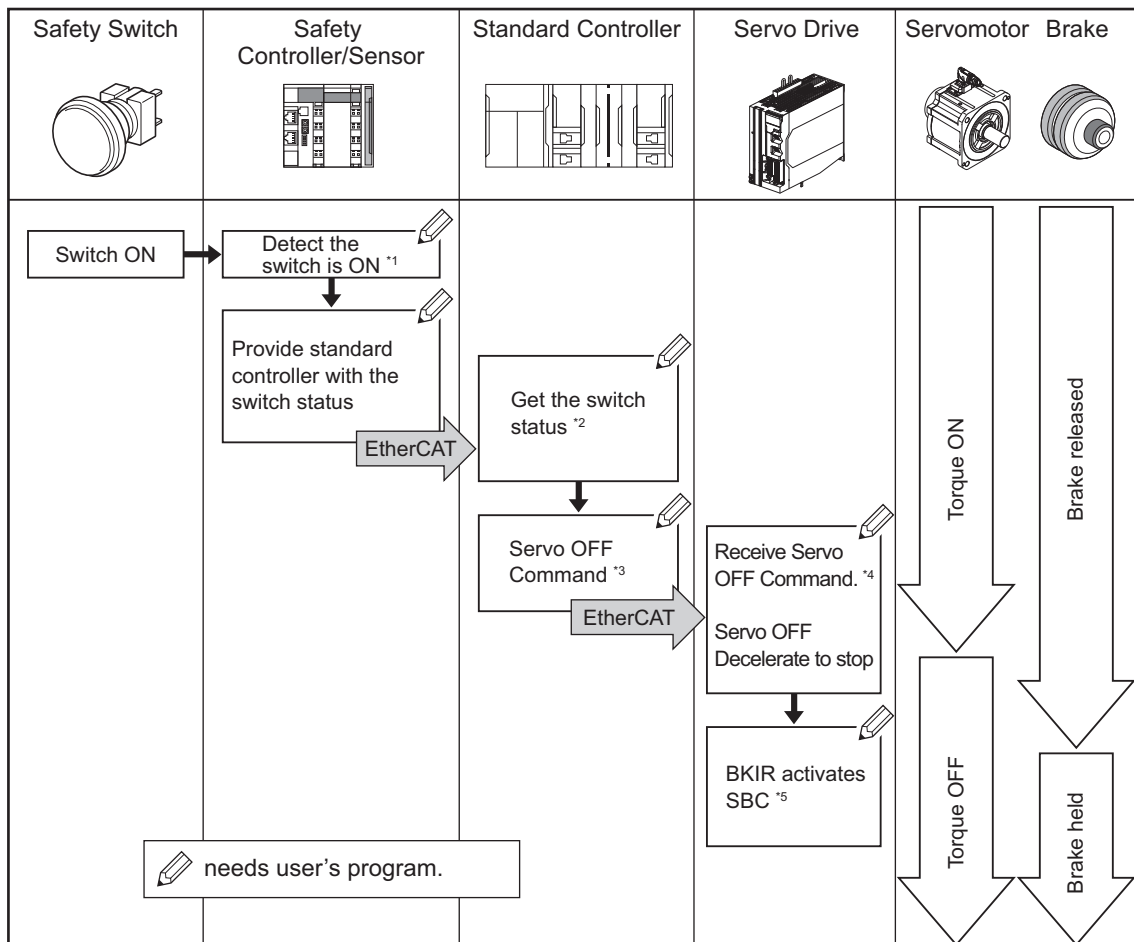 Safety Switch
Safety
Controller/Sensor
Standard Controller
Servo Drive
Servomotor
Brake
Switch ON
Detect the
switch is ON *1
Provide standard
controller with the
switch status
EtherCAT
Get the switch
status *2
Servo OFF
Command *3
EtherCAT
Receive Servo
OFF Command. *4
Servo OFF
Decelerate to stop
BKIR activates
SBC *5
Torque ON
Torque OFF
Brake released
Brake held
needs user's program.